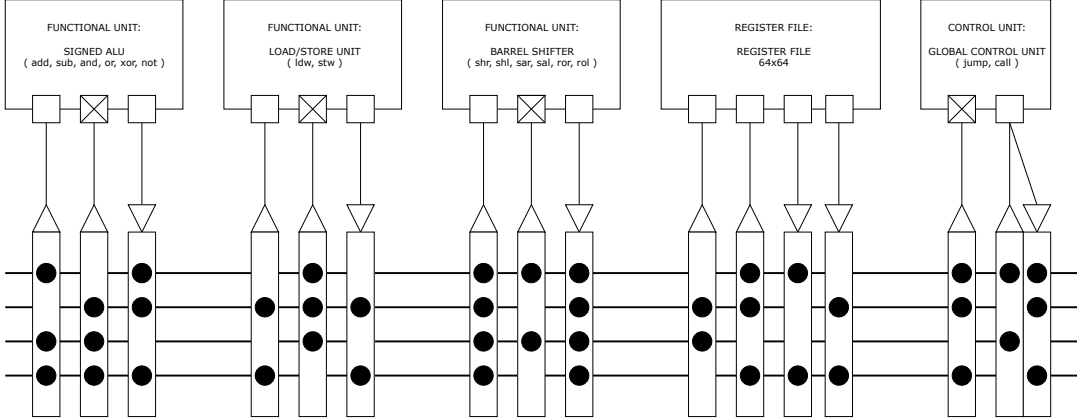 FUNCTIONAL UNIT:
SIGNED ALU
( add, sub, and, or, xor, not )
FUNCTIONAL UNIT:
LOAD/STORE UNIT
( ldw, stw )
FUNCTIONAL UNIT:
BARREL SHIFTER
( shr, shl, sar, sal, ror, rol )
REGISTER FILE:
REGISTER FILE
64x64
CONTROL UNIT:
GLOBAL CONTROL UNIT
( jump, call )